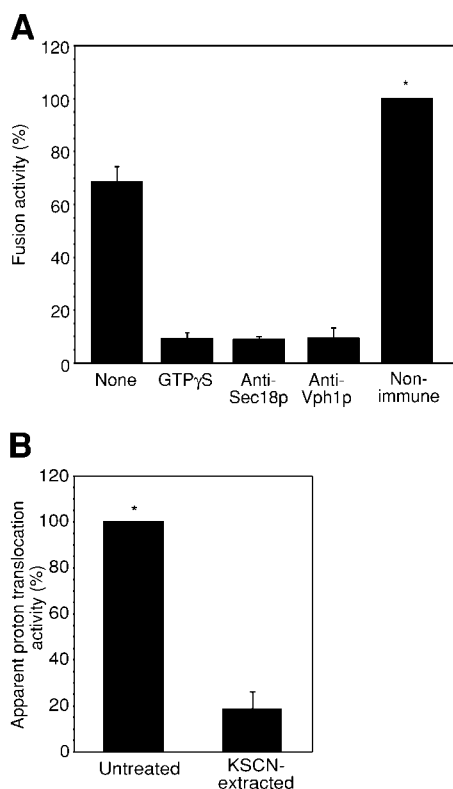 A
Fusion activity (%)
120
100
80
60
40
20
0
*
None
GTPγS
Anti-
Sec18p
Anti-
Vph1p
Non-
immune
B
Apparent proton translocation
activity (%)
120
100
80
60
40
20
0
*
Untreated
KSCN-
extracted